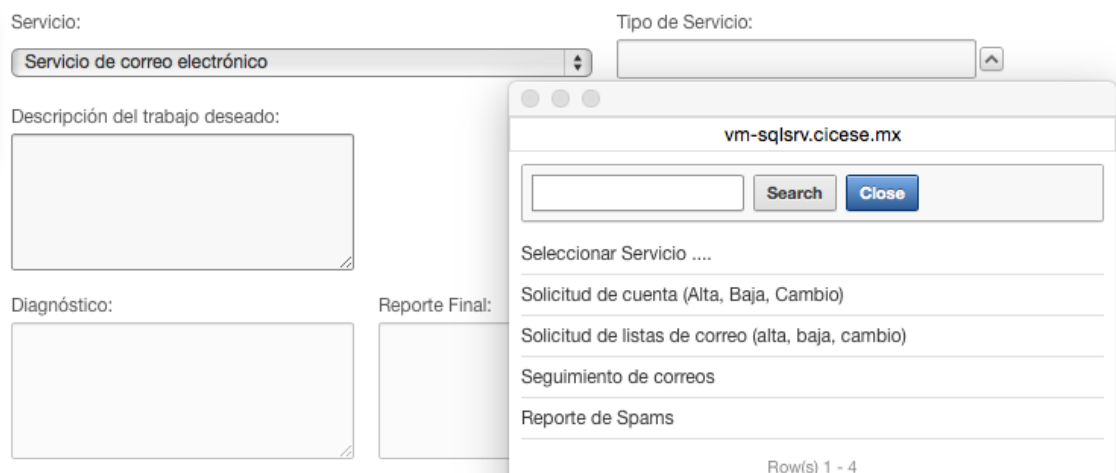 Servicio:
Tipo de Servicio:
Servicio de correo electrónico
Descripción del trabajo deseado:
vm-sqlsrv.cicese.mx
Search
Close
Seleccionar Servicio ....
Solicitud de cuenta (Alta, Baja, Cambio)
Solicitud de listas de correo (alta, baja, cambio)
Seguimiento de correos
Reporte de Spams
Row(s) 1 - 4
Diagnóstico:
Reporte Final: